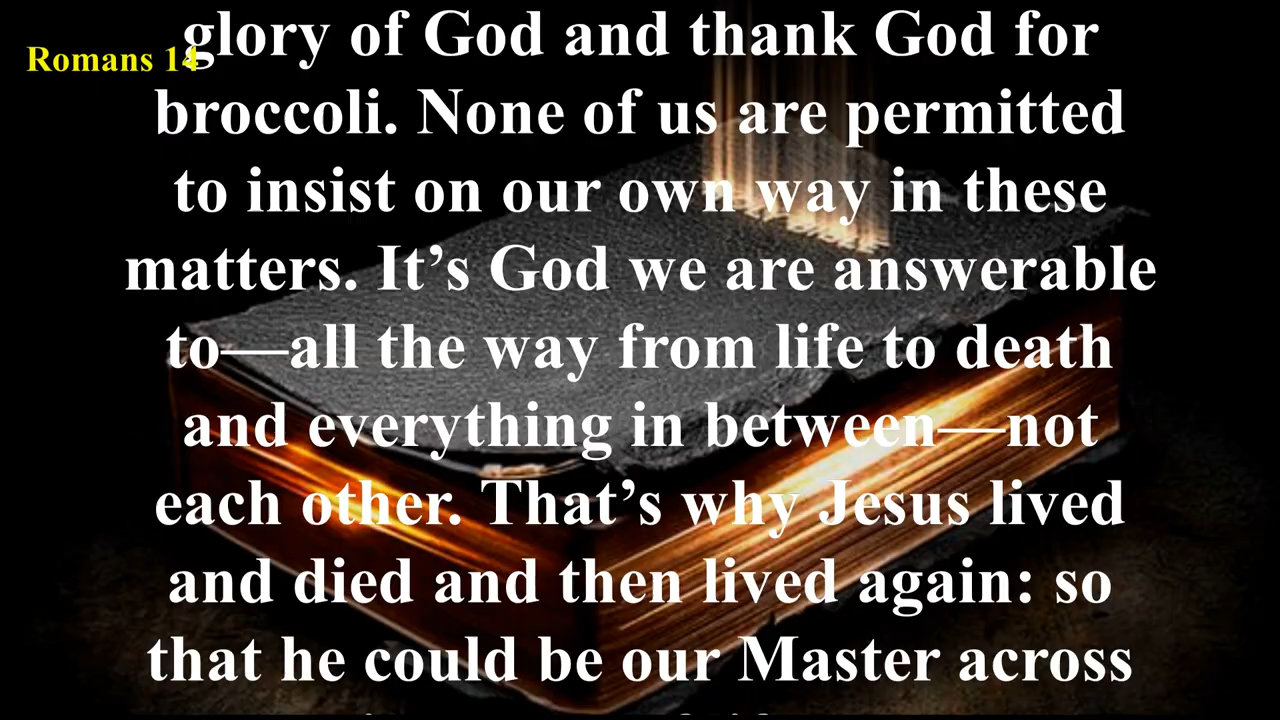 Romans 14
glory of God and thank God for
broccoli. None of us are permitted
to insist on our own way in these
matters. It’s God we are answerable
to—all the way from life to death
and everything in between—not
each other. That’s why Jesus lived
and died and then lived again: so
that he could be our Master across